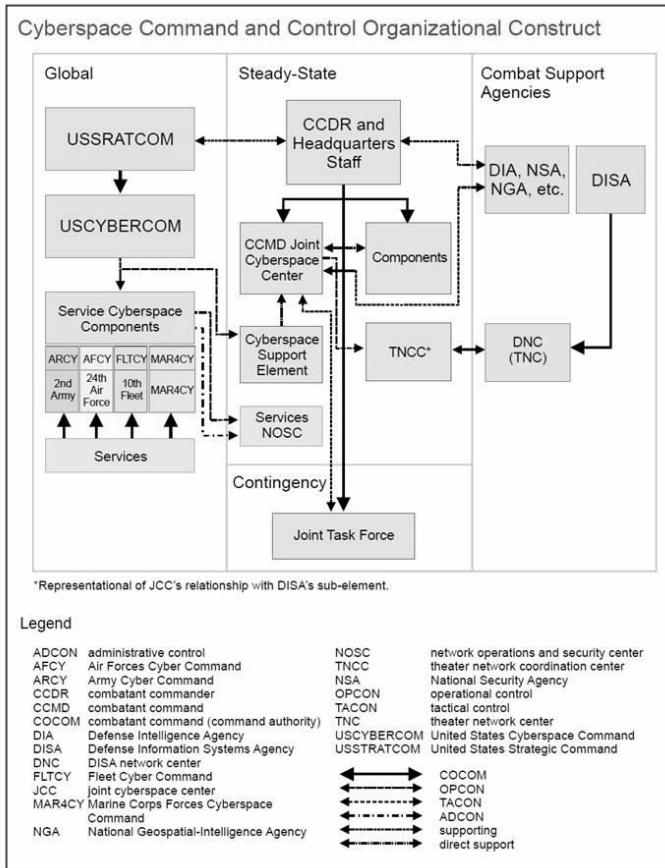 Cyberspace Command and Control Organizational Construct
Global
Steady-State
Combat Support
Agencies
USSRATCOM
CCDR and
Headquarters
Staff
DIA, NSA,
NGA, etc.
DISA
USCYBERCOM
CCMD Joint
Cyberspace
Center
Components
Service Cyberspace
Components
Cyberspace
Support
Element
TNCC*
DNC
(TNC)
ARCY
AFCY
FLTCY
MAR4CY
2nd
Army
24th
Air
Force
10th
Fleet
MAR4CY
Services
NOSC
Services
Contingency
Joint Task Force
*Representational of JCC's relationship with DISA's sub-element.
Legend
ADCON administrative control
AFCY Air Forces Cyber Command
ARCY Army Cyber Command
CCDR combatant commander
CCMD combatant command
COCOM combatant command (command authority)
DIA Defense Intelligence Agency
DISA Defense Information Systems Agency
DNC DISA network center
FLTCY Fleet Cyber Command
JCC joint cyberspace center
MAR4CY Marine Corps Forces Cyberspace
Command
NGA National Geospatial-Intelligence Agency
NOSC network operations and security center
TNCC theater network coordination center
NSA National Security Agency
OPCON operational control
TACON tactical control
TNC theater network center
USCYBERCOM United States Cyberspace Command
USSTRATCOM United States Strategic Command
COCOM
OPCON
TACON
ADCON
supporting
direct support